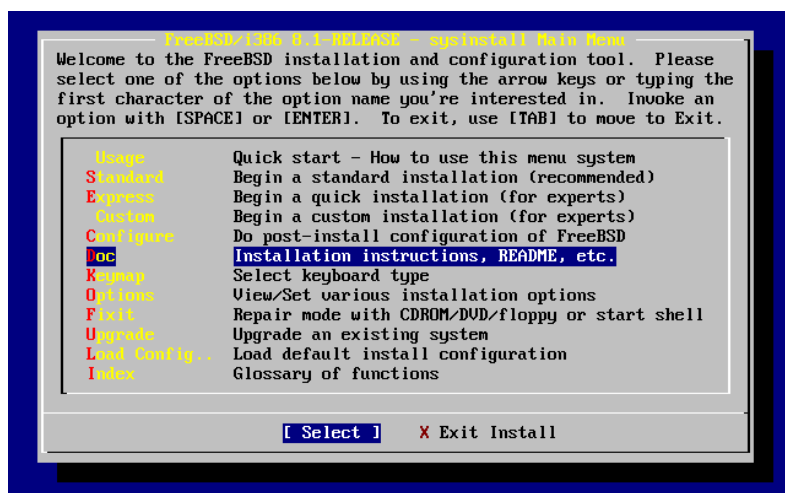 FreeBSD/i386 8.1-RELEASE - sysinstall Main Menu
Welcome to the FreeBSD installation and configuration tool.  Please
select one of the options below by using the arrow keys or typing the
first character of the option name you're interested in.  Invoke an
option with [SPACE] or [ENTER].  To exit, use [TAB] to move to Exit.
Usage Quick start - How to use this menu system
Standard Begin a standard installation (recommended)
Express Begin a quick installation (for experts)
Custom Begin a custom installation (for experts)
Configure Do post-install configuration of FreeBSD
Doc Installation instructions, README, etc.
Keymap Select keyboard type
Options View/Set various installation options
Fixit Repair mode with CDROM/DVD/floppy or start shell
Upgrade Upgrade an existing system
Load Config.. Load default install configuration
Index Glossary of functions
[ Select ] X Exit Install